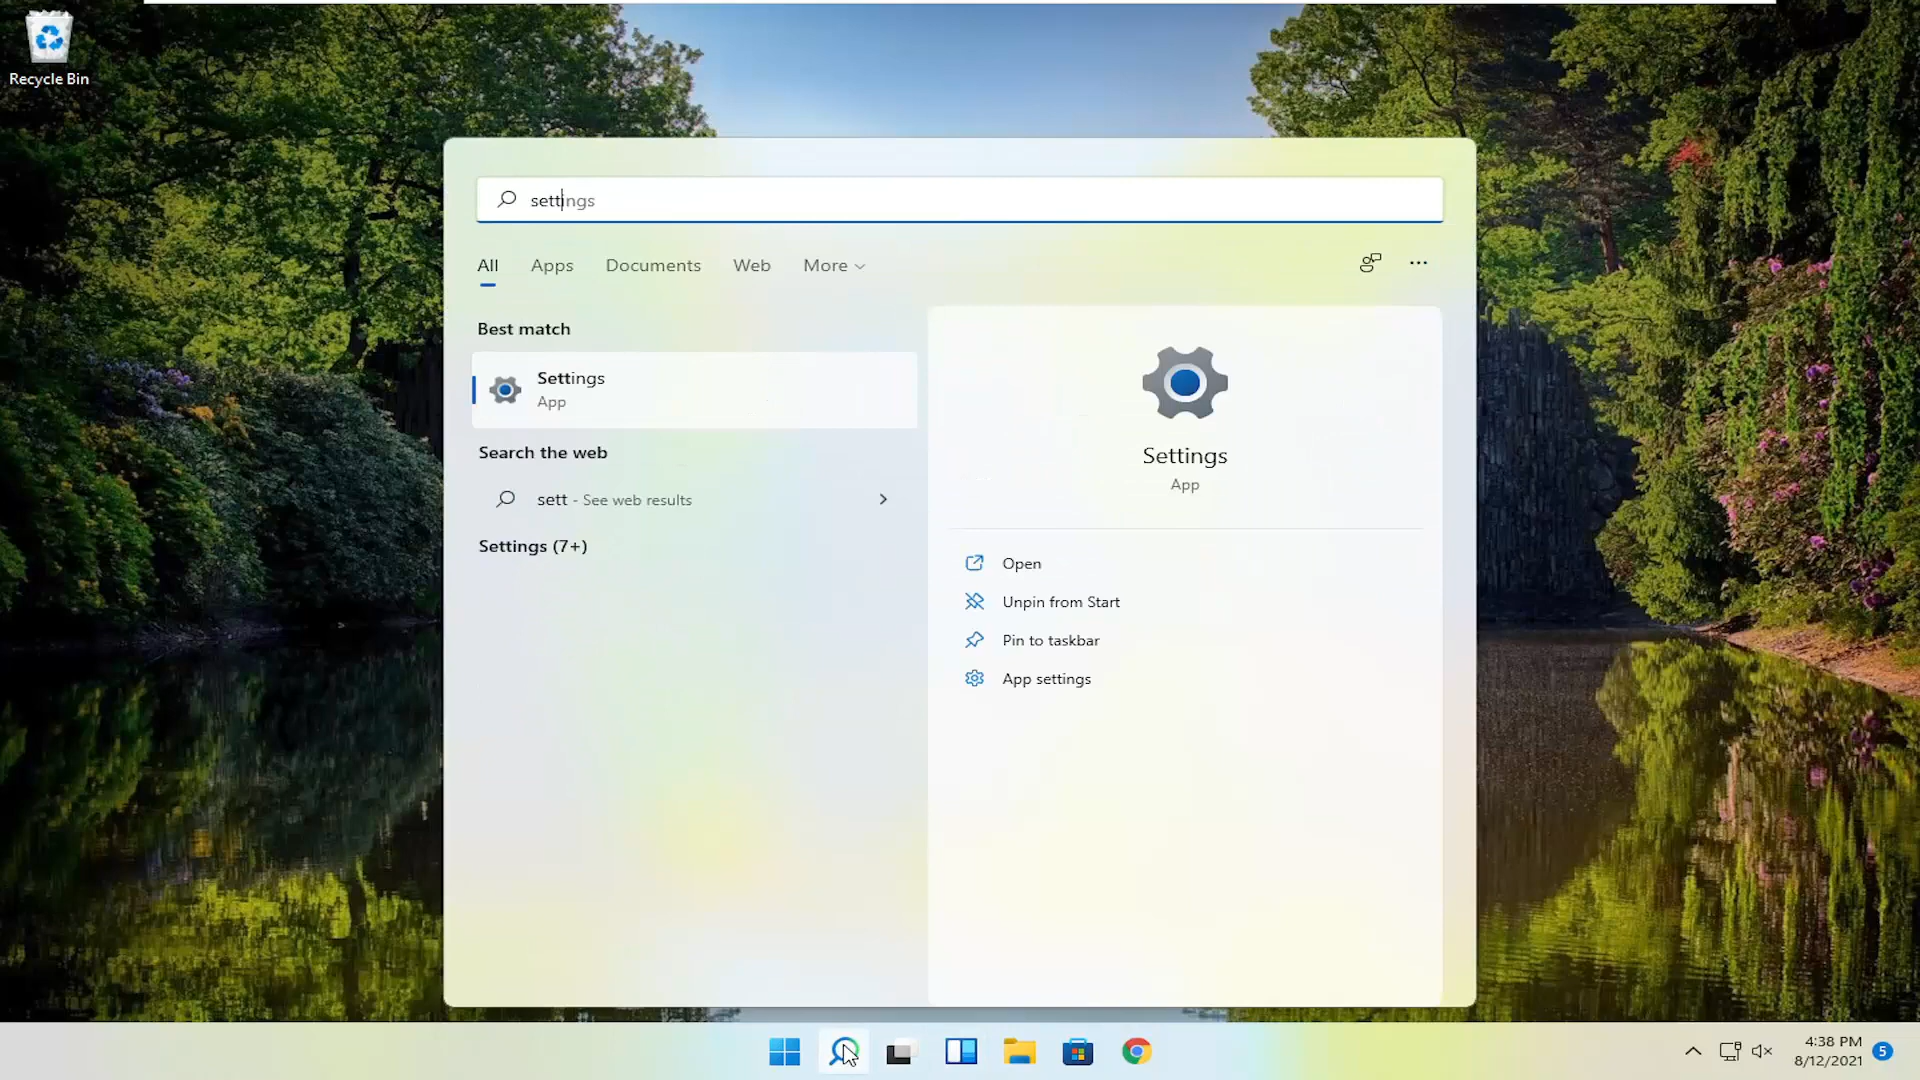 Recycle Bin
settings
All Apps Documents Web More
Best match
Settings
App
Search the web
sett - See web results
Settings (7+)
Settings
App
Open
Unpin from Start
Pin to taskbar
App settings
4:38 PM
8/12/2021
5